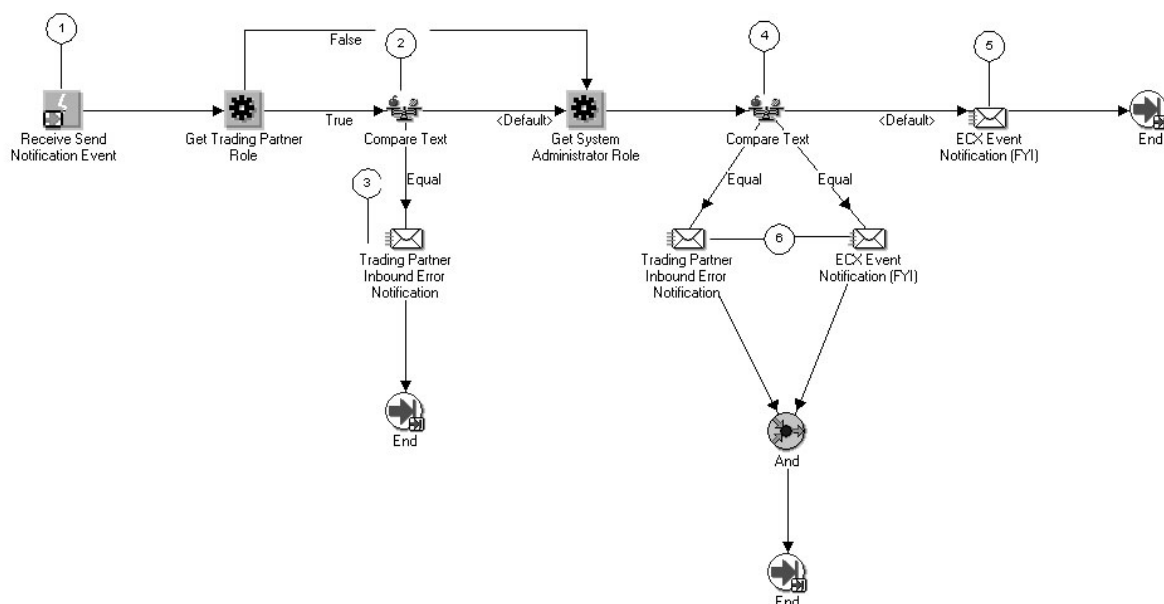 1
2
4
5
False
True
<Default>
<Default>
Receive Send
Notification Event
Get Trading Partner
Role
Compare Text
Get System
Administrator Role
Compare Text
ECX Event
Notification (FYI)
End
3
Equal
Equal
Equal
6
Trading Partner
Inbound Error
Notification
Trading Partner
Inbound Error
Notification
ECX Event
Notification (FYI)
End
And
End